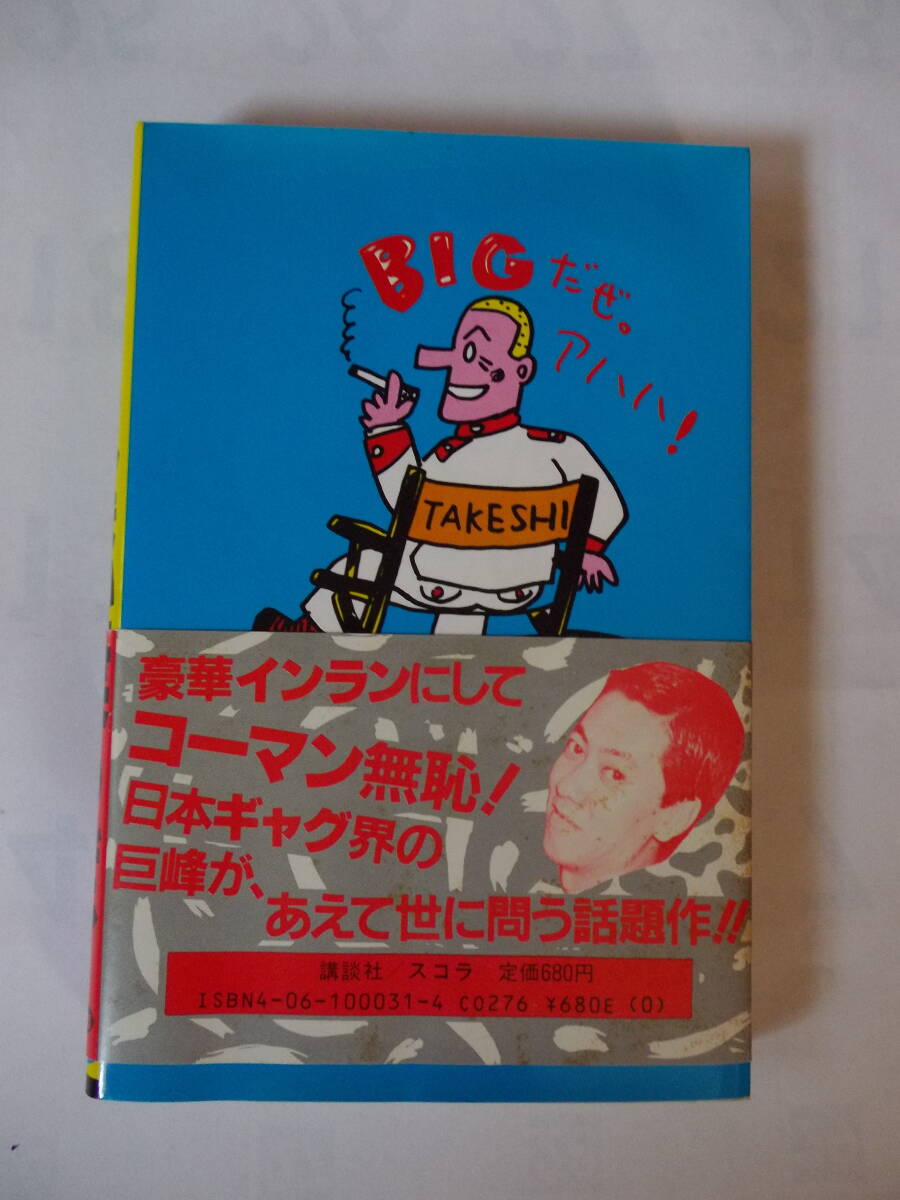 BIGだぜ。
アハハ!
TAKESHI
豪華インランにして
コーマン無恥!
日本ギャグ界の
巨峰が、
あえて世に問う話題作!!
講談社/スコラ 定価680円
ISBN4-06-100031-4 C0276 ¥680E (0)